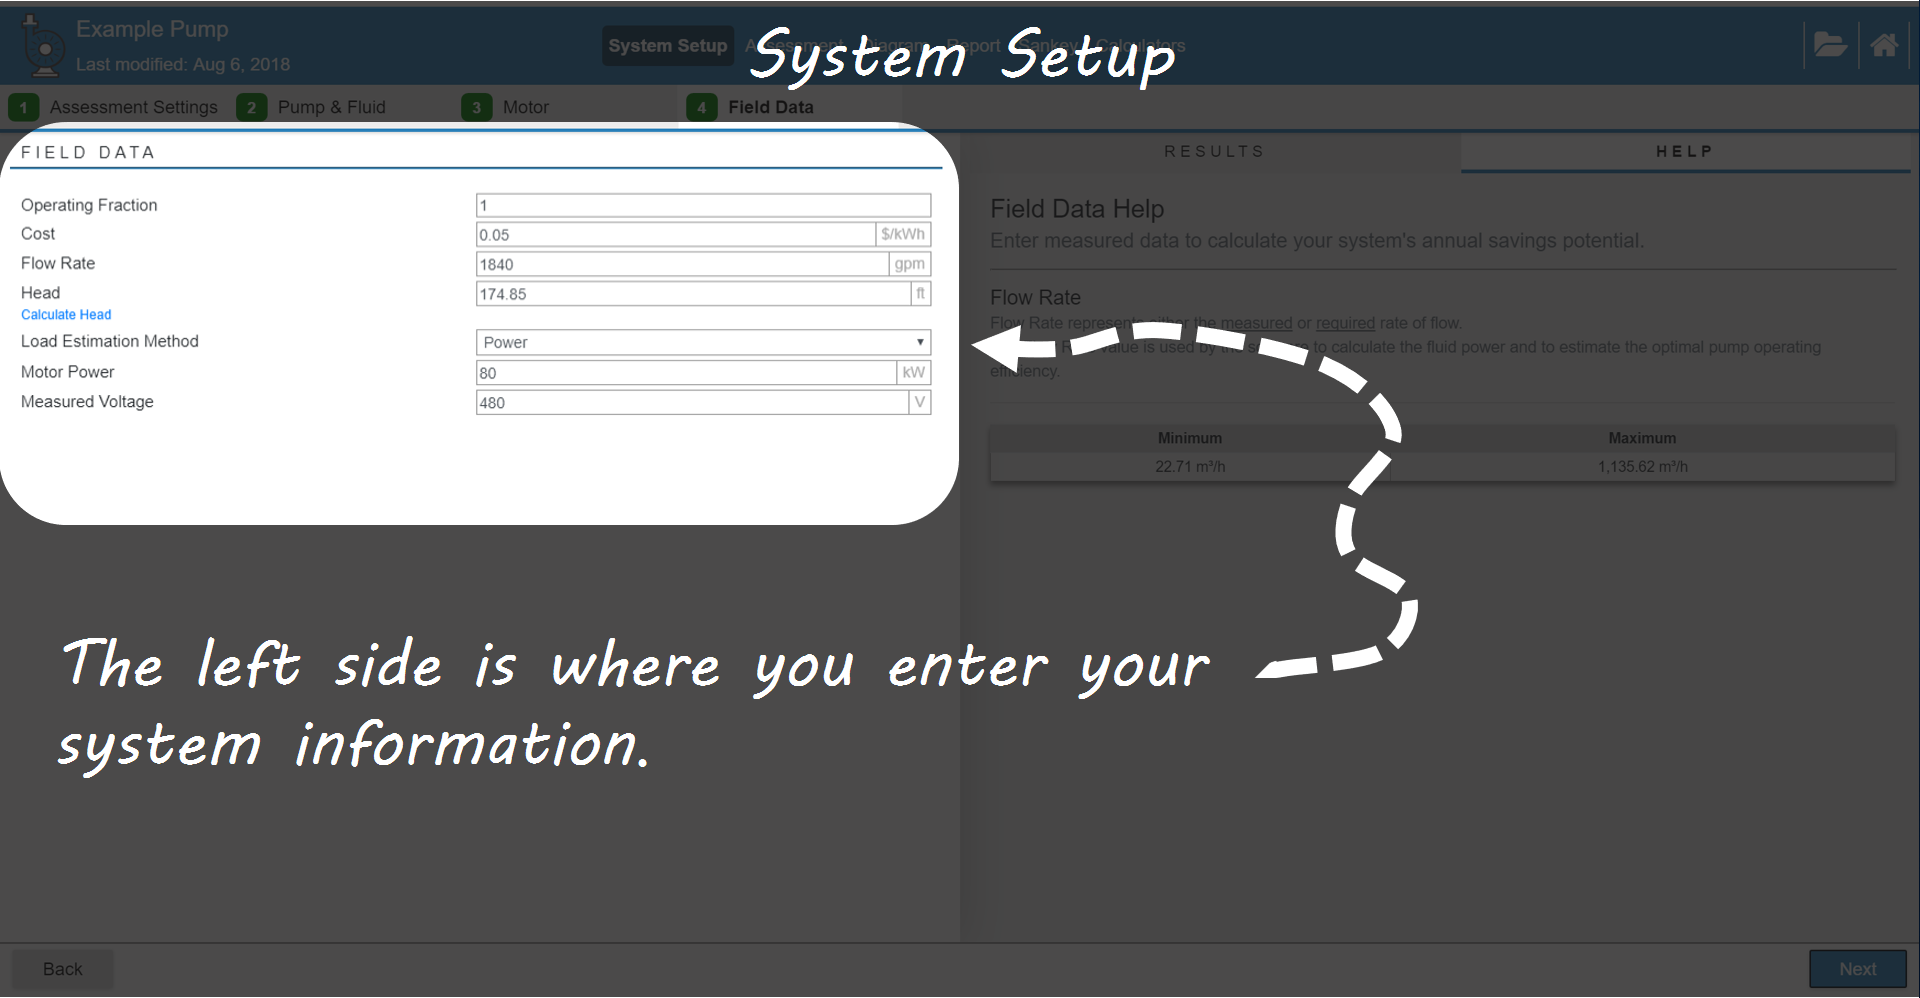 Example Pump
Last modified: Aug 6, 2018
System Setup Assessment Diagram Report Sankey Calculators
System Setup
1 Assessment Settings 2 Pump & Fluid 3 Motor 4 Field Data
FIELD DATA
Operating Fraction 1
Cost 0.05 $/kWh
Flow Rate 1840 gpm
Head 174.85 ft
Calculate Head
Load Estimation Method Power
Motor Power 80 kW
Measured Voltage 480 V
RESULTS HELP
Field Data Help
Enter measured data to calculate your system's annual savings potential.
Flow Rate
Flow Rate represents either the measured or required rate of flow.
value is used by the software to calculate the fluid power and to estimate the optimal pump operating
efficiency.
Minimum Maximum
22.71 m³/h 1,135.62 m³/h
The left side is where you enter your
system information.
Back Next